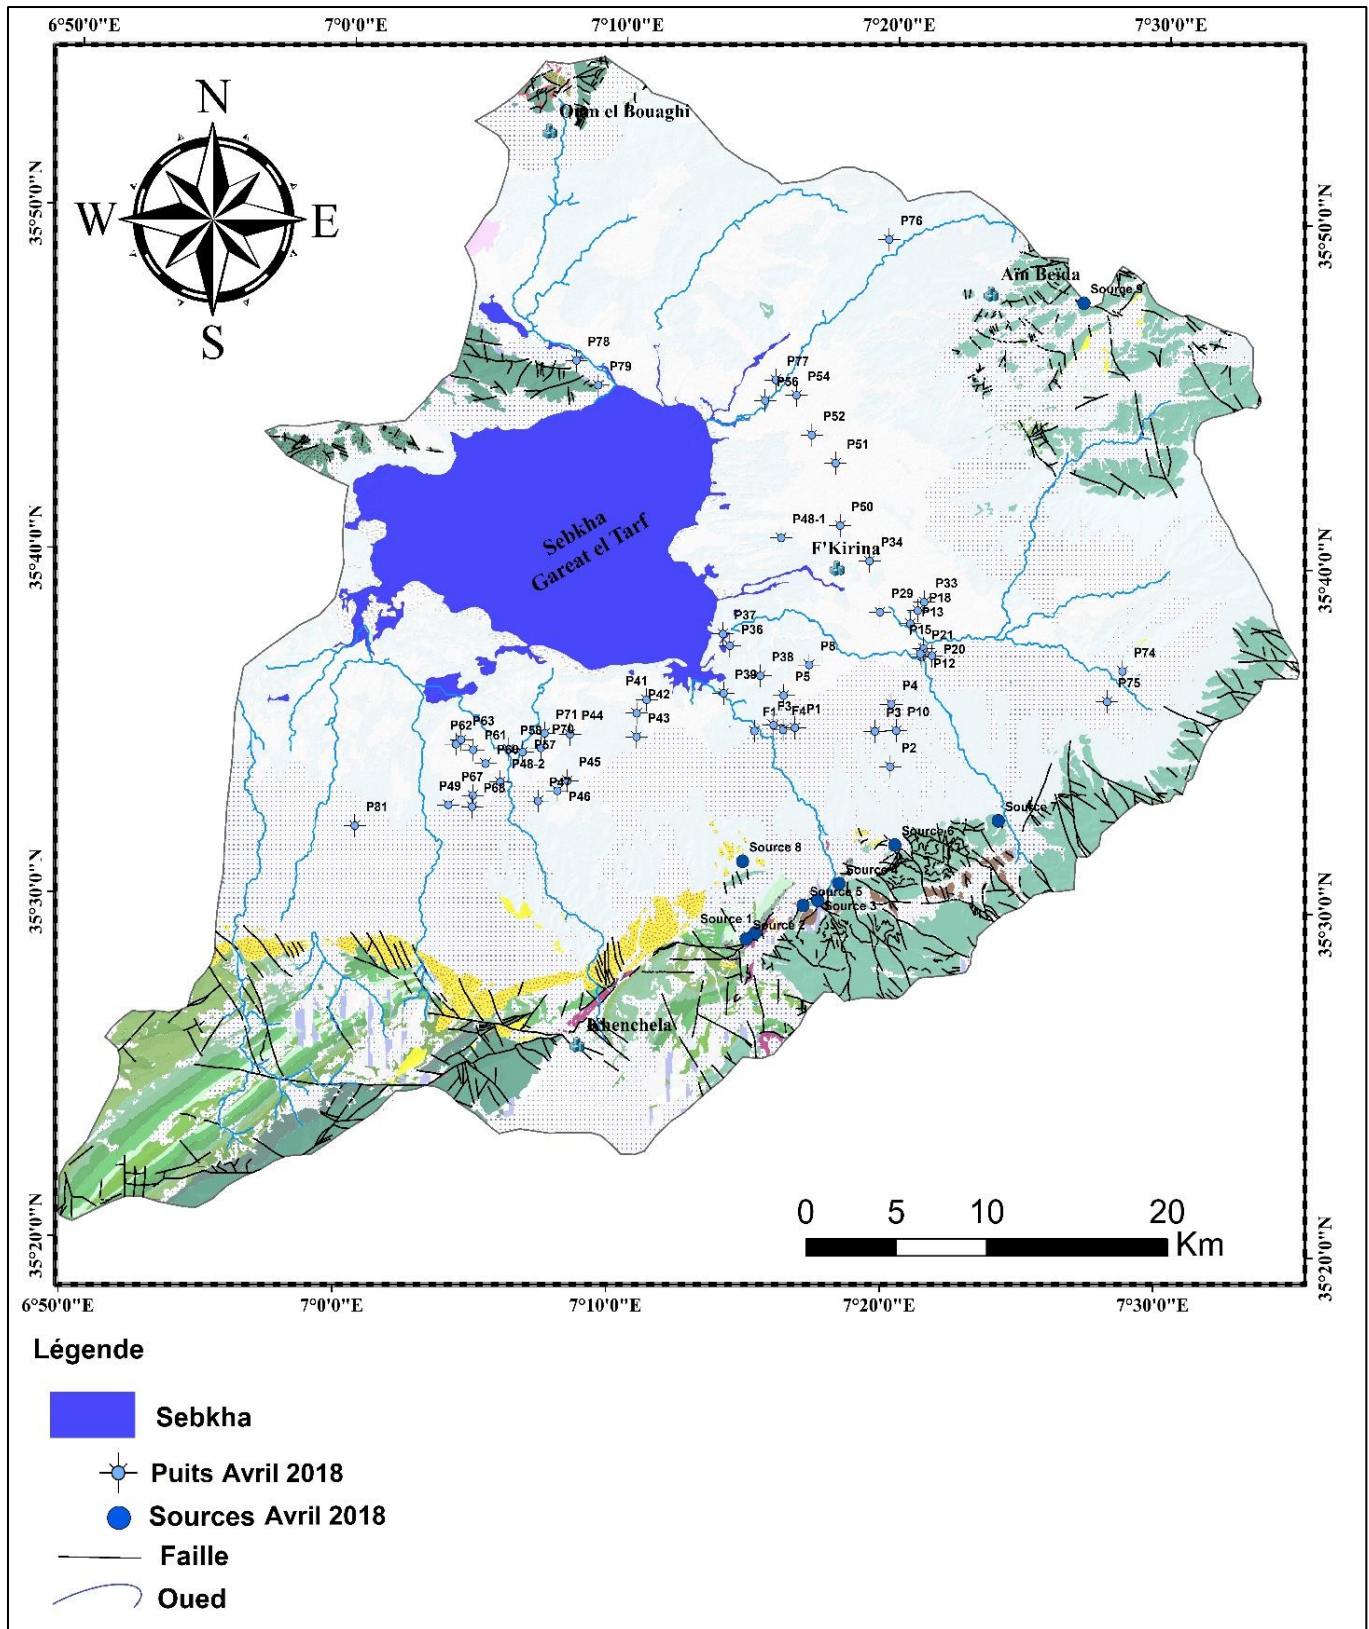 6°50'0"E 7°0'0"E 7°10'0"E 7°20'0"E 7°30'0"E
N
W E
S
35°50'0"N
35°40'0"N
35°30'0"N
35°20'0"N
35°50'0"N
35°40'0"N
35°30'0"N
35°20'0"N
Oum el Bouaghi
P76
Aïn Beïda
Source 9
P78
P79
P77
P56
P54
P52
P51
P50
P48-1
F'Kirina
P34
Sebkha
Gareat el Tarf
P33
P29
P18
P13
P37
P36
P15
P21
P20
P12
P8
P38
P74
P39
P5
P75
P41
P42
P4
P43
F1
P3
F4
P1
P3
P10
P63
P62
P61
P71
P44
P58
P70
P57
P60
P2
P48-2
P45
P67
P49
P68
P47
P46
P81
Source 7
Source 6
Source 8
Source 4
Source 5
Source 3
Source 1
Source 2
Khenchela
0 5 10 20
Km
6°50'0"E 7°0'0"E 7°10'0"E 7°20'0"E 7°30'0"E
Légende
Sebkha
Puits Avril 2018
Sources Avril 2018
Faille
Oued